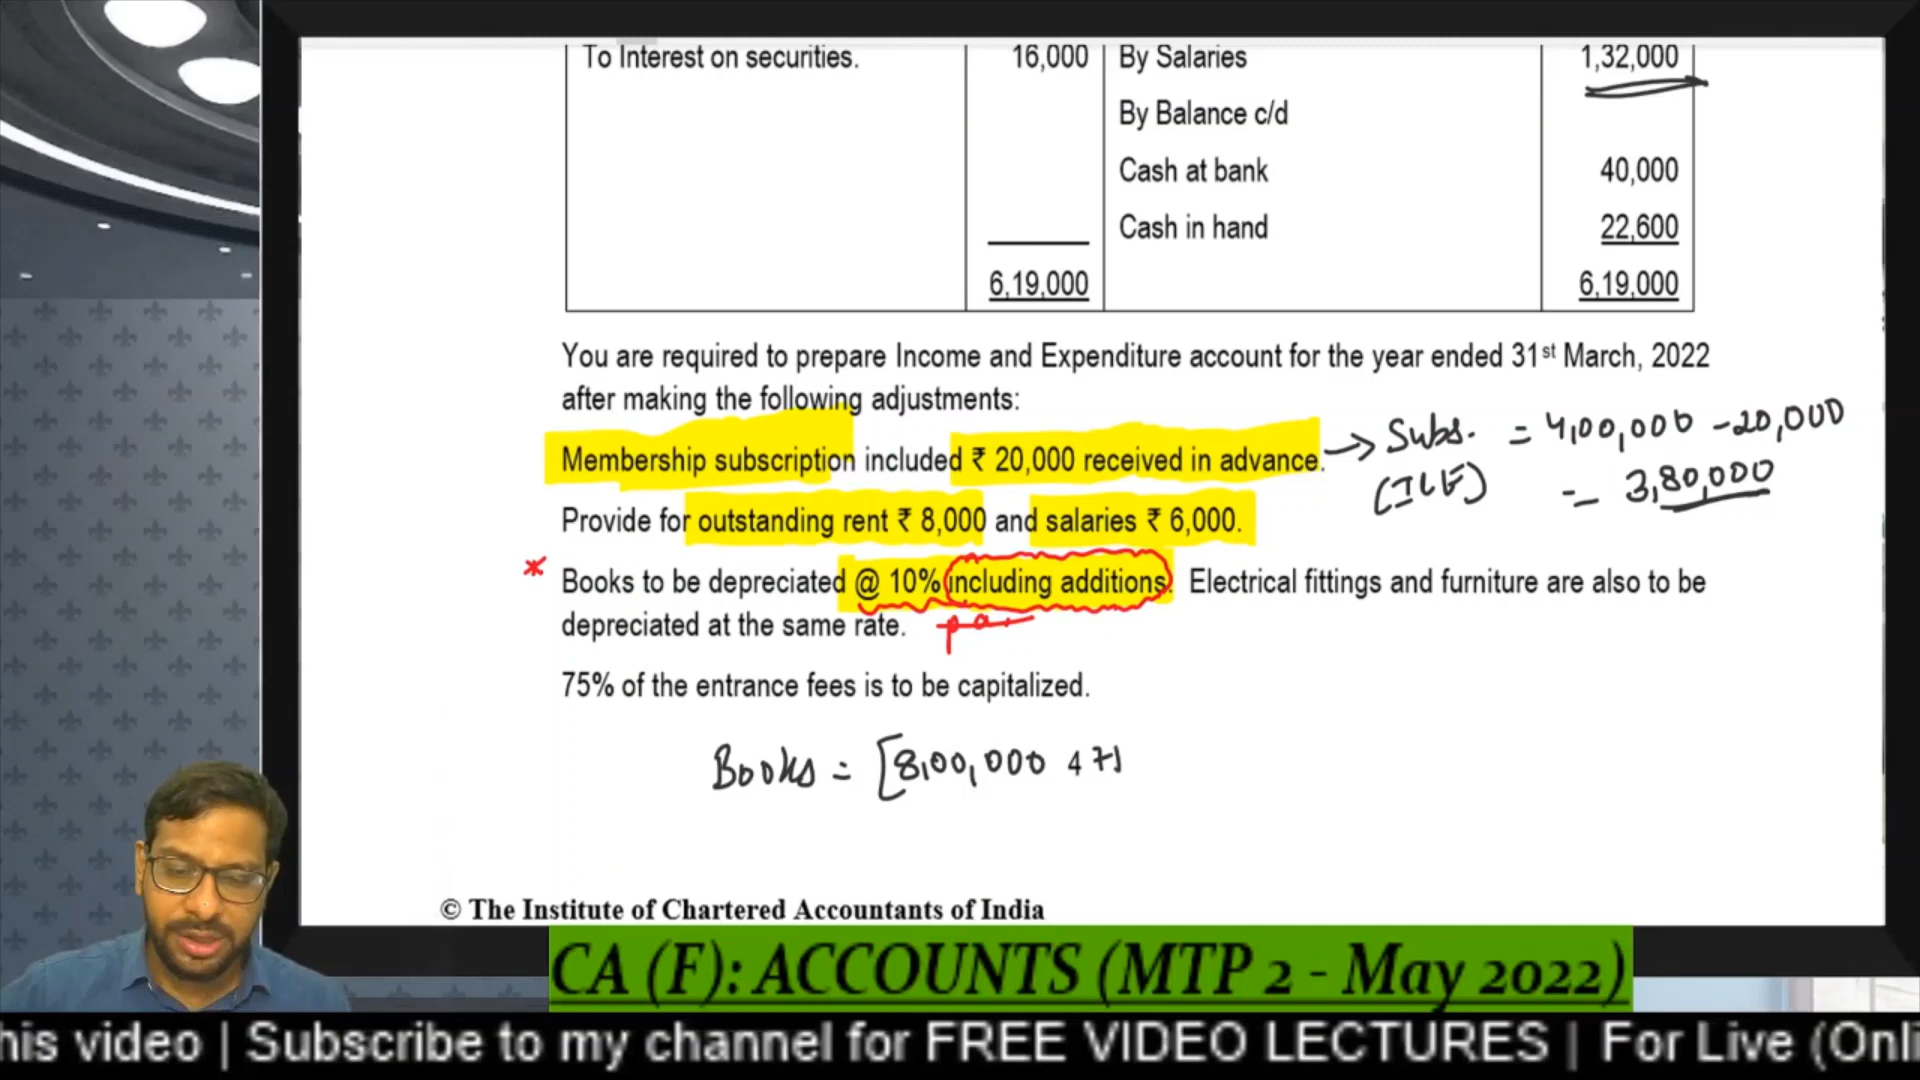 To Interest on securities. 16,000 By Salaries 1,32,000
By Balance c/d
Cash at bank 40,000
Cash in hand 22,600
6,19,000 6,19,000
You are required to prepare Income and Expenditure account for the year ended 31st March, 2022
after making the following adjustments:
Membership subscription included ₹ 20,000 received in advance. → Subs. = 4,00,000 - 20,000
(I&E) = 3,80,000
Provide for outstanding rent ₹ 8,000 and salaries ₹ 6,000.
* Books to be depreciated @ 10% including additions. Electrical fittings and furniture are also to be
depreciated at the same rate. p.a.
75% of the entrance fees is to be capitalized.
Books = [8,00,000
© The Institute of Chartered Accountants of India
CA (F): ACCOUNTS (MTP 2 - May 2022)
his video | Subscribe to my channel for FREE VIDEO LECTURES | For Live (Onli